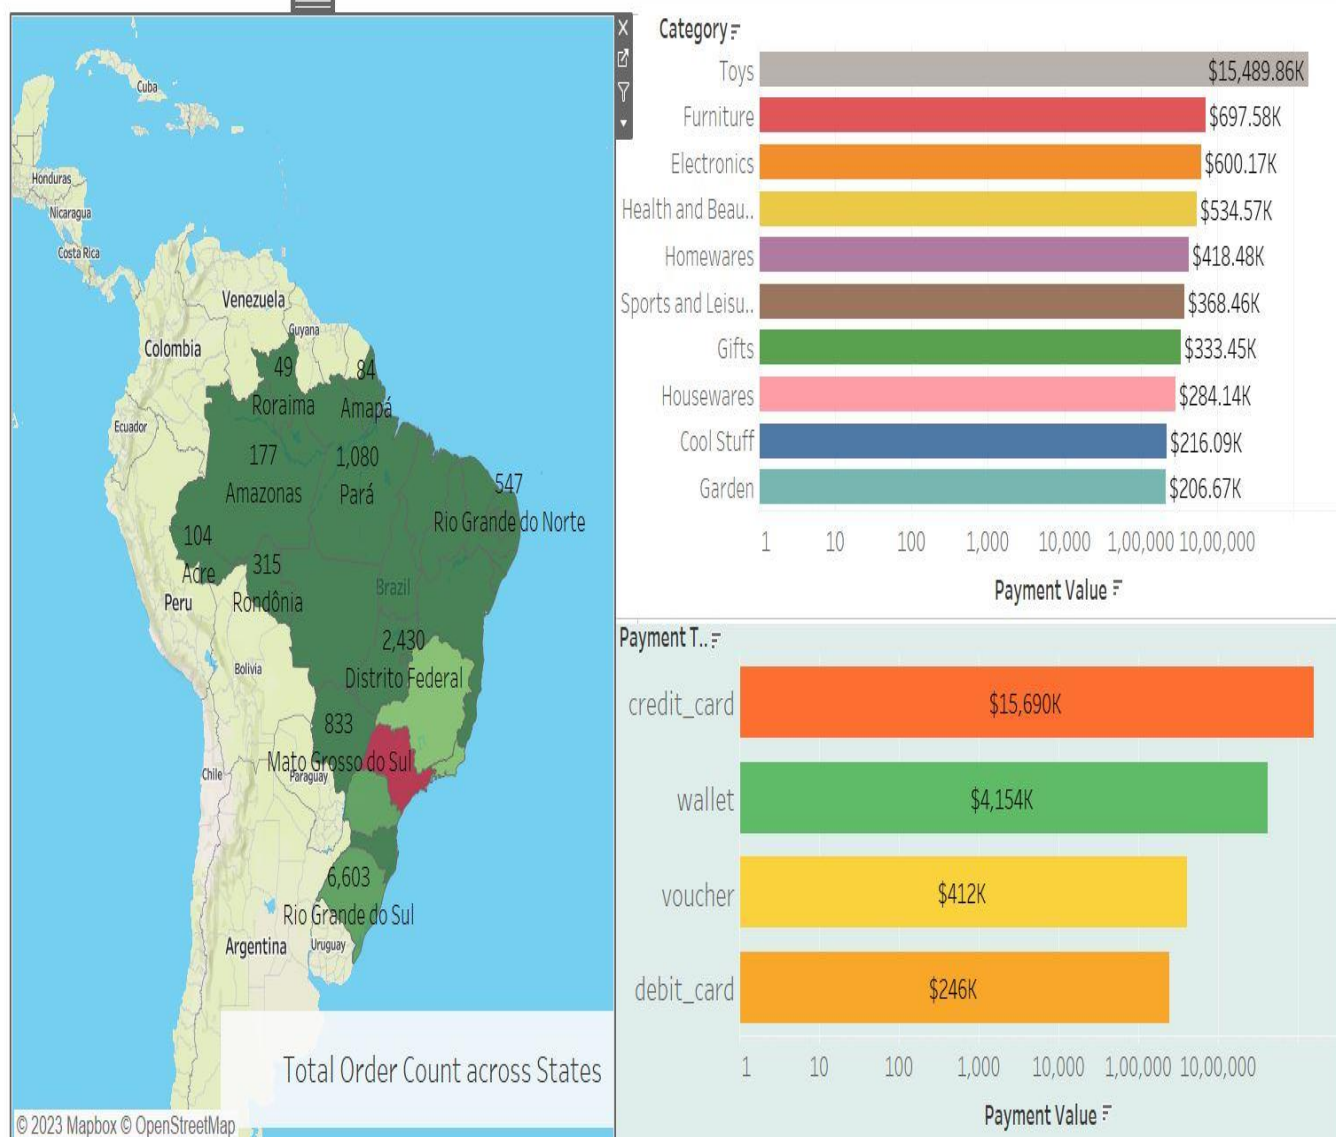 Cuba
Honduras
Nicaragua
Costa Rica
Venezuela
Guyana
Colombia
49
84
Roraima
Amapá
Ecuador
177
1,080
Amazonas
Pará
547
Rio Grande do Norte
104
Acre
315
Rondônia
Brazil
Peru
2,430
Bolivia
Distrito Federal
833
Mato Grosso do Sul
Chile
Paraguay
6,603
Rio Grande do Sul
Argentina
Uruguay
Total Order Count across States
© 2023 Mapbox © OpenStreetMap
Category
Toys $15,489.86K
Furniture $697.58K
Electronics $600.17K
Health and Beau.. $534.57K
Homewares $418.48K
Sports and Leisu.. $368.46K
Gifts $333.45K
Housewares $284.14K
Cool Stuff $216.09K
Garden $206.67K
1 10 100 1,000 10,000 1,00,000 10,00,000
Payment Value
Payment T..
credit_card $15,690K
wallet $4,154K
voucher $412K
debit_card $246K
1 10 100 1,000 10,000 1,00,000 10,00,000
Payment Value